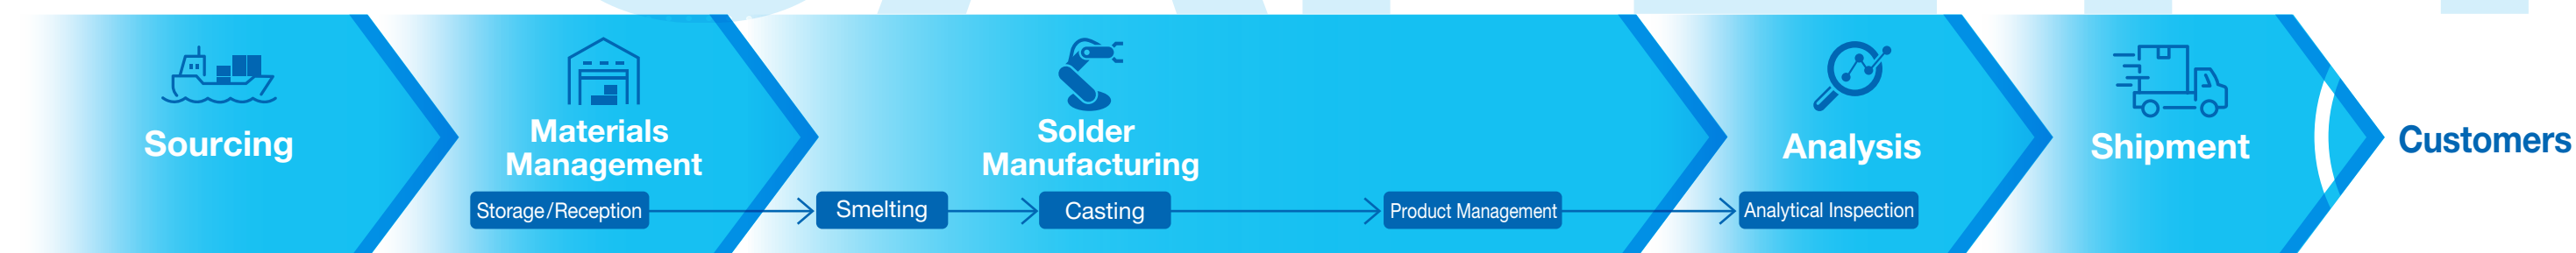 Sourcing
Materials
Management
Storage/Reception
Solder
Manufacturing
Smelting
Casting
Product Management
Analysis
Analytical Inspection
Shipment
Customers